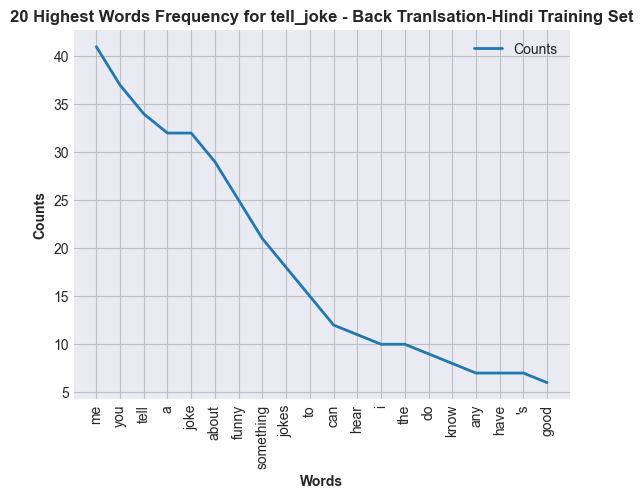 20 Highest Words Frequency for tell_joke - Back Tranlsation-Hindi Training Set
Counts
40
35
30
25
20
15
10
5
Counts
me
you
tell
a
joke
about
funny
something
jokes
to
can
hear
i
the
do
know
any
have
's
good
Words